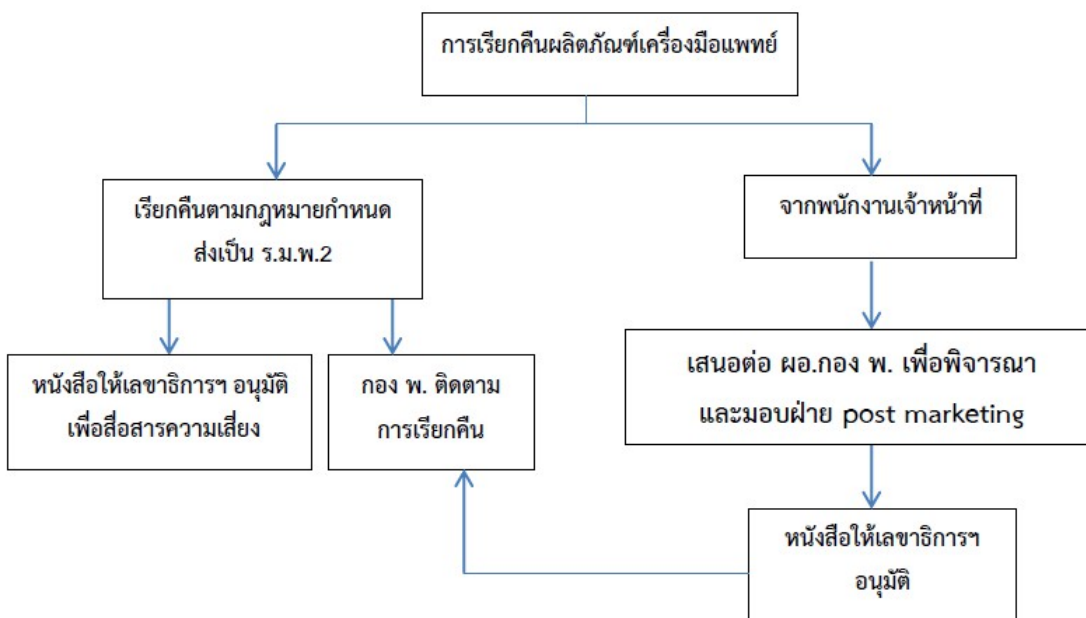 การเรียกคืนผลิตภัณฑ์เครื่องมือแพทย์
เรียกคืนตามกฎหมายกำหนด
ส่งเป็น ร.ม.พ.2
จากพนักงานเจ้าหน้าที่
หนังสือให้เลขาธิการฯ อนุมัติ
เพื่อสื่อสารความเสี่ยง
กอง พ. ติดตาม
การเรียกคืน
เสนอต่อ ผอ.กอง พ. เพื่อพิจารณา
และมอบฝ่าย post marketing
หนังสือให้เลขาธิการฯ
อนุมัติ